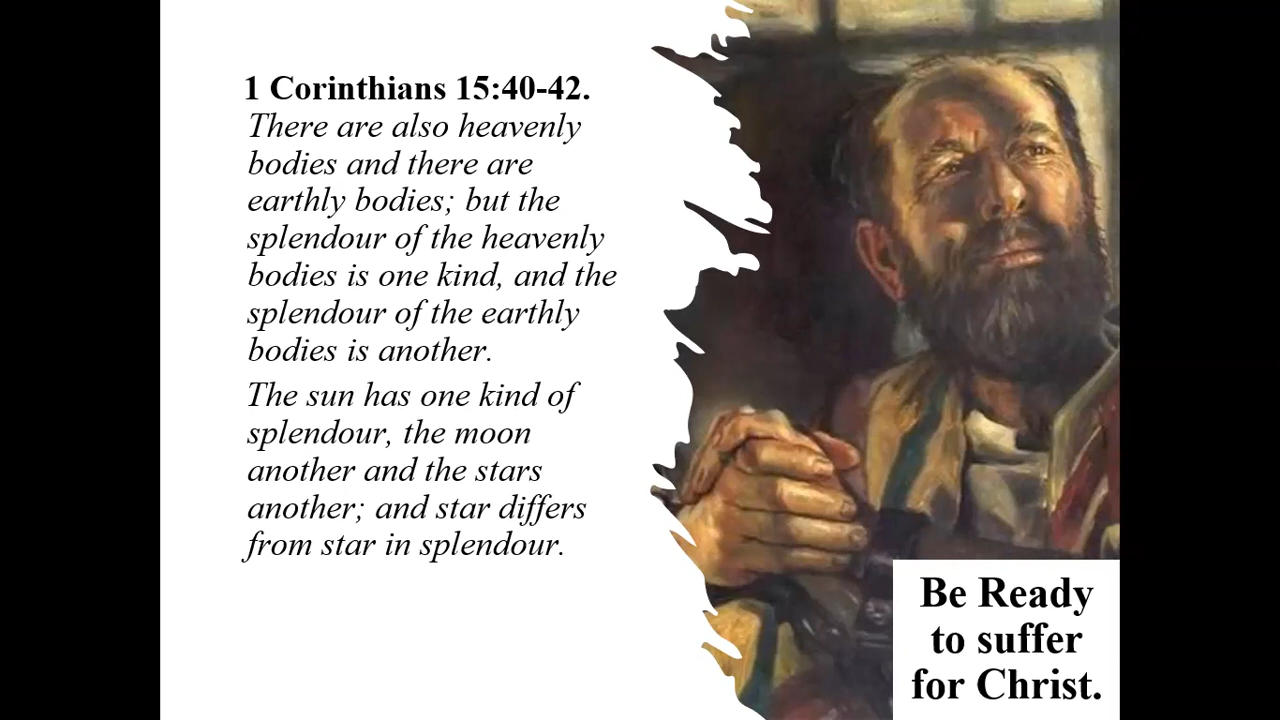 1 Corinthians 15:40-42.
There are also heavenly
bodies and there are
earthly bodies; but the
splendour of the heavenly
bodies is one kind, and the
splendour of the earthly
bodies is another.
The sun has one kind of
splendour, the moon
another and the stars
another; and star differs
from star in splendour.
Be Ready
to suffer
for Christ.